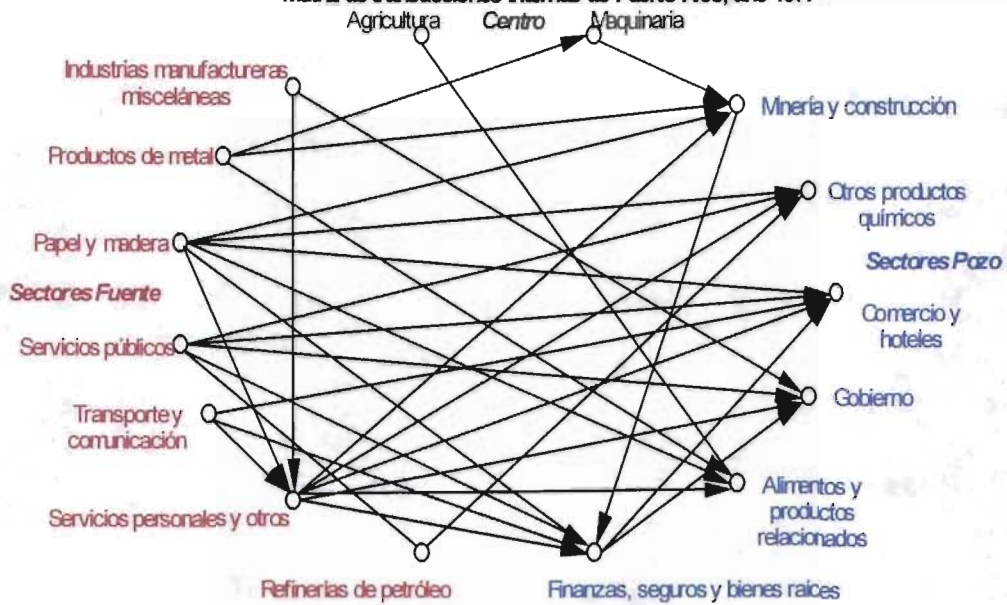 Agricultura
Centro
Maquinaria
Industrias manufactureras
misceláneas
Minería y construcción
Productos de metal
Otros productos
químicos
Papel y madera
Sectores Pozo
Sectores Fuente
Comercio y
hoteles
Servicios públicos
Gobierno
Transporte y
comunicación
Alimentos y
productos
relacionados
Servicios personales y otros
Refinerías de petróleo
Finanzas, seguros y bienes raíces